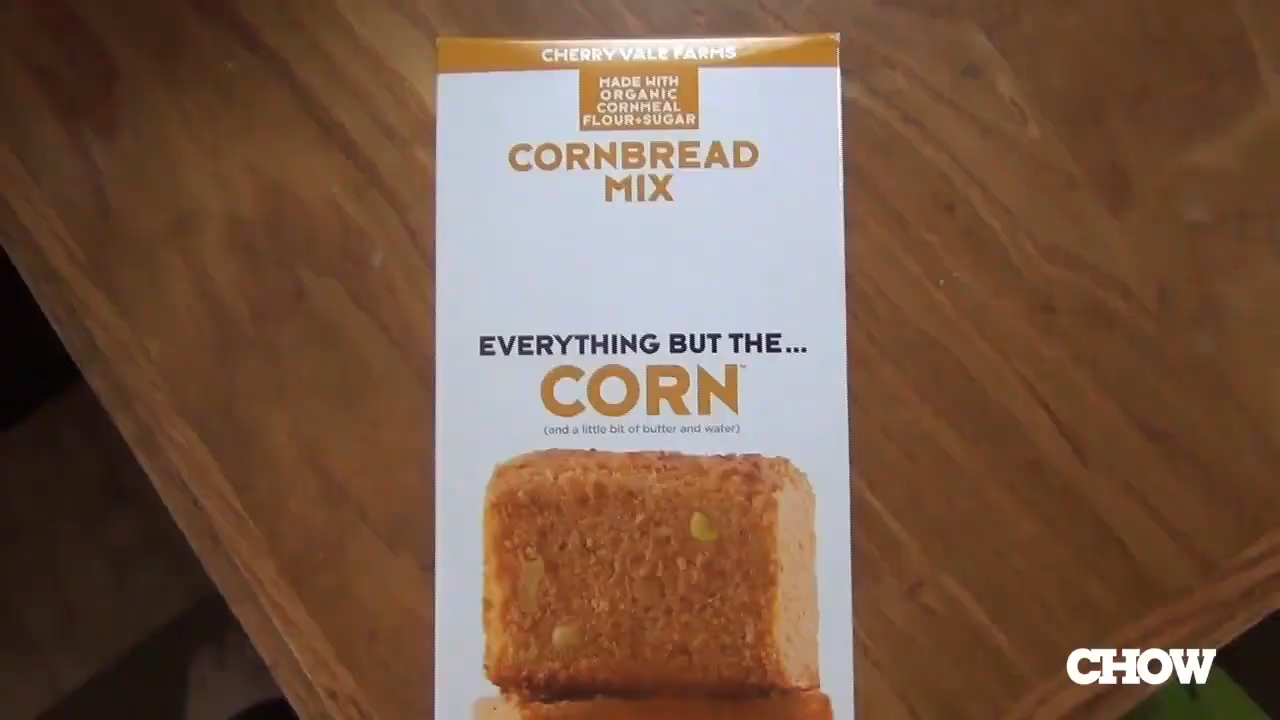 CHERRYVALE FARMS
MADE WITH
ORGANIC
CORNMEAL
FLOUR+SUGAR
CORNBREAD
MIX
EVERYTHING BUT THE...
CORN™
(and a little bit of butter and water)
CHOW